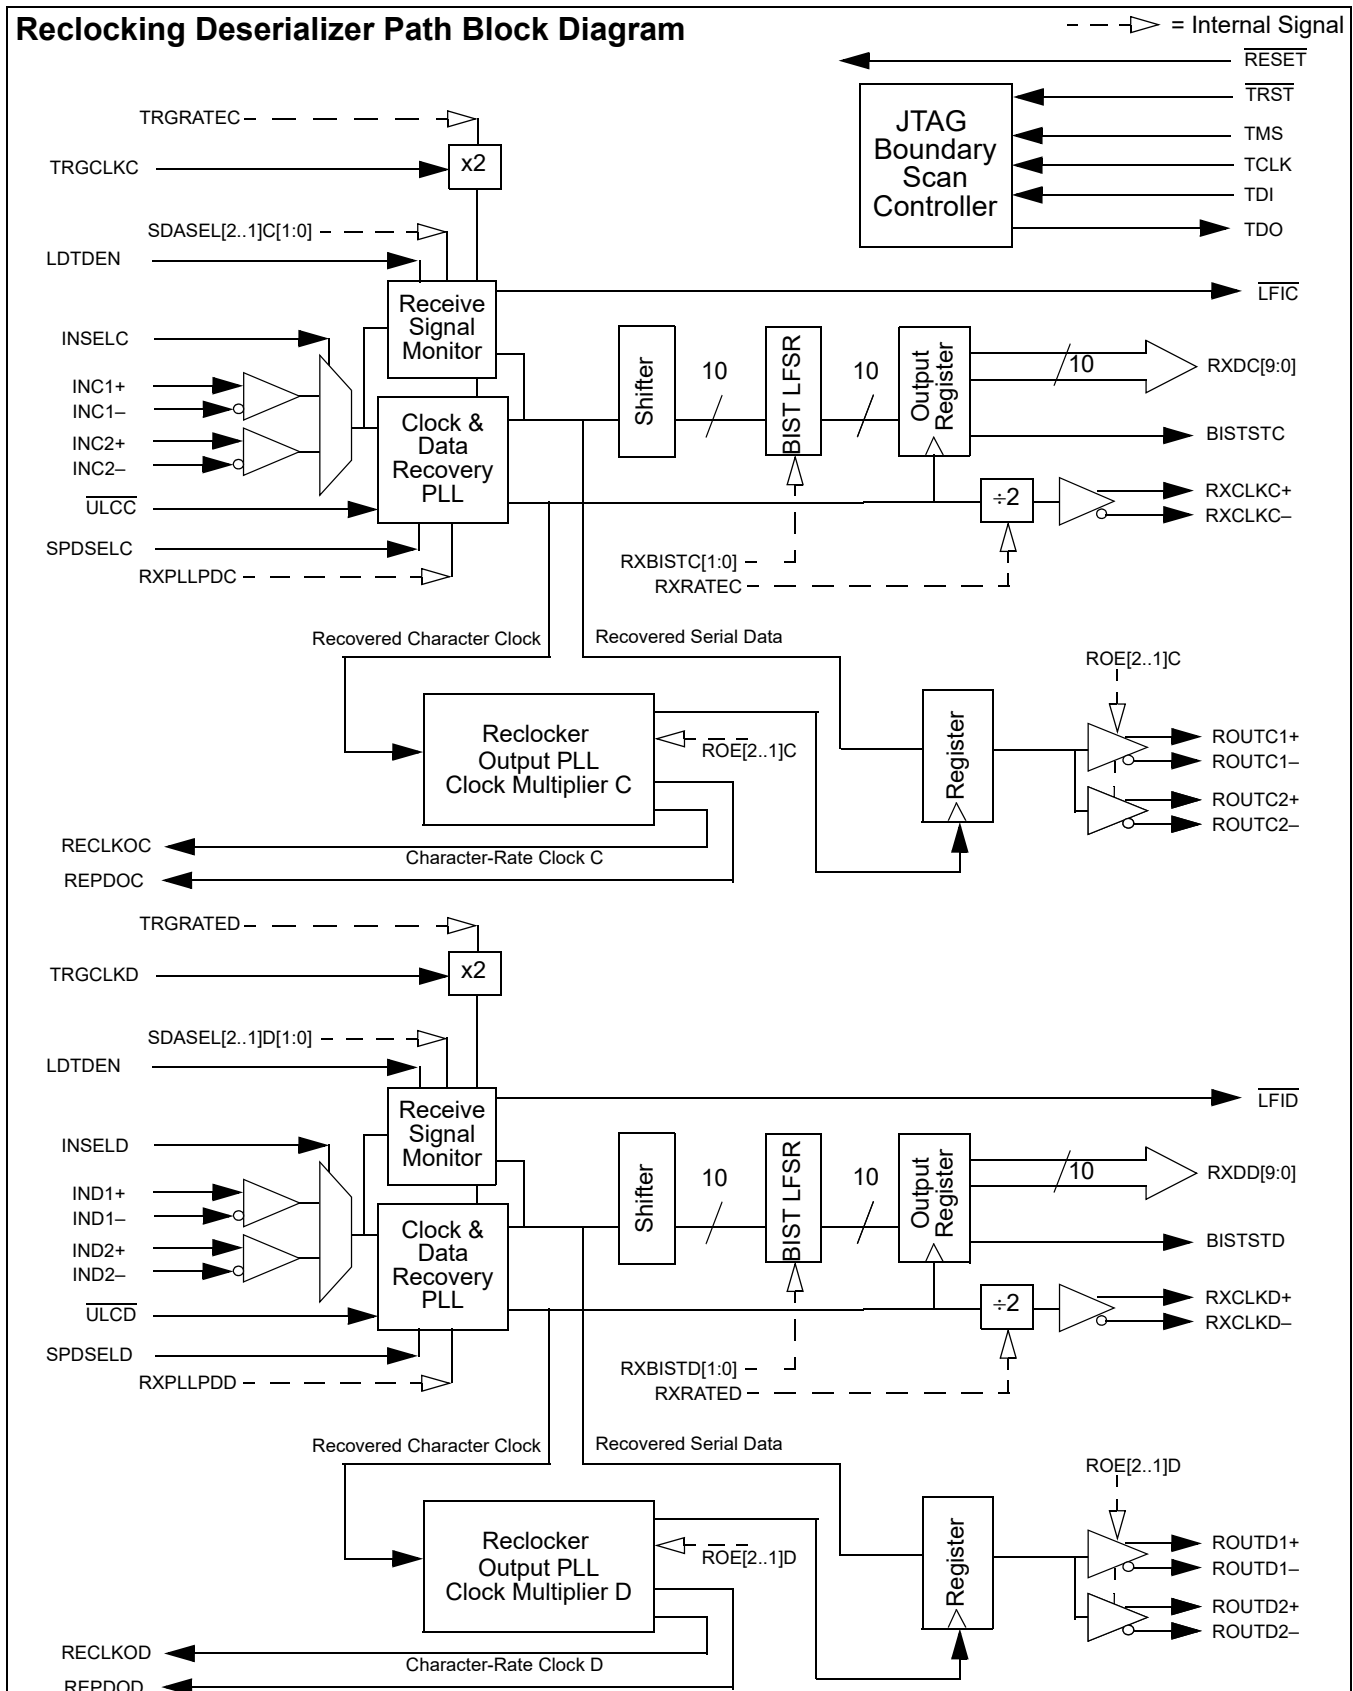 Reclocking Deserializer Path Block Diagram
= Internal Signal
RESET
TRST
TMS
TCLK
TDI
TDO
JTAG
Boundary
Scan
Controller
TRGRATEC
TRGCLKC
x2
SDASEL[2..1]C[1:0]
LDTDEN
LFIC
Receive
Signal
Monitor
INSELC
INC1+
INC1–
INC2+
INC2–
Clock &
Data
Recovery
PLL
ULCC
SPDSELC
RXPLLPDC
Shifter
10
BIST LFSR
10
Output
Register
10
RXDC[9:0]
BISTSTC
÷2
RXCLKC+
RXCLKC–
RXBISTC[1:0]
RXRATEC
Recovered Character Clock
Recovered Serial Data
ROE[2..1]C
Reclocker
Output PLL
Clock Multiplier C
ROE[2..1]C
Register
ROUTC1+
ROUTC1–
ROUTC2+
ROUTC2–
RECLKOC
Character-Rate Clock C
REPDOC
TRGRATED
TRGCLKD
x2
SDASEL[2..1]D[1:0]
LDTDEN
LFID
Receive
Signal
Monitor
INSELD
IND1+
IND1–
IND2+
IND2–
Clock &
Data
Recovery
PLL
ULCD
SPDSELD
RXPLLPDD
Shifter
10
BIST LFSR
10
Output
Register
10
RXDD[9:0]
BISTSTD
÷2
RXCLKD+
RXCLKD–
RXBISTD[1:0]
RXRATED
Recovered Character Clock
Recovered Serial Data
ROE[2..1]D
Reclocker
Output PLL
Clock Multiplier D
ROE[2..1]D
Register
ROUTD1+
ROUTD1–
ROUTD2+
ROUTD2–
RECLKOD
Character-Rate Clock D
REPDOD